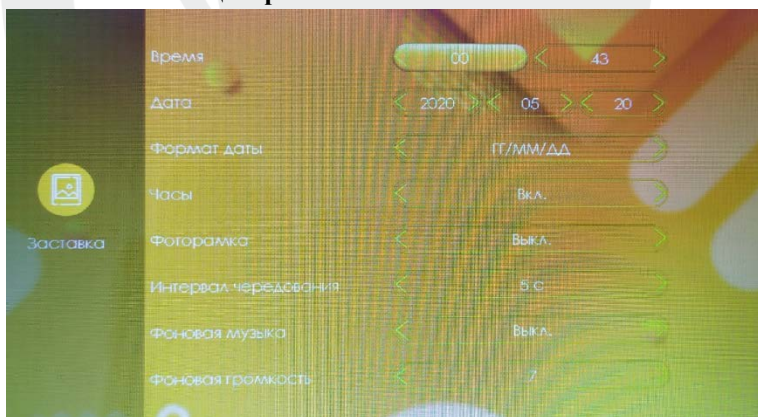 Время 00 43
Дата 2020 05 20
Формат даты ГГ/ММ/ДД
Часы Вкл.
Заставка
Фоторамка Выкл.
Интервал чередования 5 С
Фоновая музыка Выкл.
Фоновая громкость 7